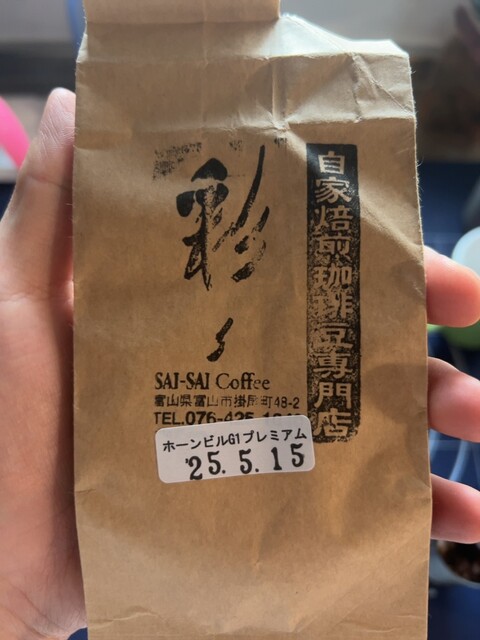 彩々
自家焙煎珈琲豆専門店
SAI-SAI Coffee
富山県富山市掛尾町48-2
TEL.076-425-
ホーンビルG1プレミアム
'25.5.15